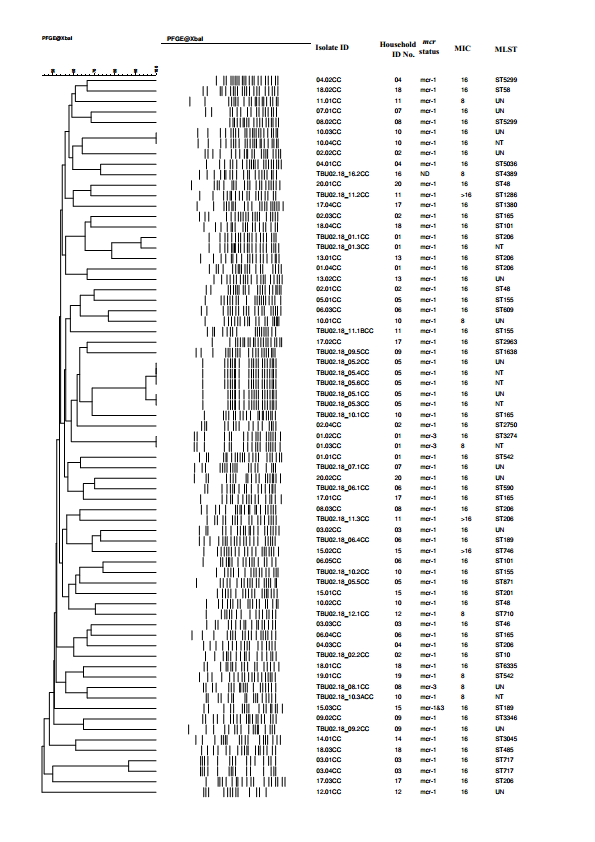 PFGE@XbaI PFGE@XbaI
Isolate ID Household ID No. mcr status MIC MLST
04.02CC 04 mcr-1 16 ST5299
18.02CC 18 mcr-1 16 ST58
11.01CC 11 mcr-1 8 UN
07.01CC 07 mcr-1 16 UN
08.02CC 08 mcr-1 16 ST5299
10.03CC 10 mcr-1 16 UN
10.04CC 10 mcr-1 16 NT
02.02CC 02 mcr-1 16 UN
04.01CC 04 mcr-1 16 ST5036
TBU02.18_16.2CC 16 ND 8 ST4389
20.01CC 20 mcr-1 16 ST48
TBU02.18_11.2CC 11 mcr-1 >16 ST1286
17.04CC 17 mcr-1 16 ST1380
02.03CC 02 mcr-1 16 ST165
18.04CC 18 mcr-1 16 ST101
TBU02.18_01.1CC 01 mcr-1 16 ST206
TBU02.18_01.3CC 01 mcr-1 16 NT
13.01CC 13 mcr-1 16 ST206
01.04CC 01 mcr-1 16 ST206
13.02CC 13 mcr-1 16 UN
02.01CC 02 mcr-1 16 ST48
05.01CC 05 mcr-1 16 ST155
06.03CC 06 mcr-1 16 ST609
10.01CC 10 mcr-1 8 UN
TBU02.18_11.1BCC 11 mcr-1 16 ST155
17.02CC 17 mcr-1 16 ST2963
TBU02.18_09.5CC 09 mcr-1 16 ST1638
TBU02.18_05.2CC 05 mcr-1 16 UN
TBU02.18_05.4CC 05 mcr-1 16 NT
TBU02.18_05.6CC 05 mcr-1 16 NT
TBU02.18_05.1CC 05 mcr-1 16 UN
TBU02.18_05.3CC 05 mcr-1 16 NT
TBU02.18_10.1CC 10 mcr-1 16 ST165
02.04CC 02 mcr-1 16 ST2750
01.02CC 01 mcr-3 16 ST3274
01.03CC 01 mcr-3 8 NT
01.01CC 01 mcr-1 16 ST542
TBU02.18_07.1CC 07 mcr-1 16 UN
20.02CC 20 mcr-1 16 UN
TBU02.18_06.1CC 06 mcr-1 16 ST590
17.01CC 17 mcr-1 16 ST165
08.03CC 08 mcr-1 16 ST206
TBU02.18_11.3CC 11 mcr-1 >16 ST206
03.02CC 03 mcr-1 16 UN
TBU02.18_06.4CC 06 mcr-1 16 ST189
15.02CC 15 mcr-1 >16 ST746
06.05CC 06 mcr-1 16 ST101
TBU02.18_10.2CC 10 mcr-1 16 ST155
TBU02.18_05.5CC 05 mcr-1 16 ST871
15.01CC 15 mcr-1 16 ST201
10.02CC 10 mcr-1 16 ST48
TBU02.18_12.1CC 12 mcr-1 8 ST710
03.03CC 03 mcr-1 16 ST46
06.04CC 06 mcr-1 16 ST165
04.03CC 04 mcr-1 16 ST206
TBU02.18_02.2CC 02 mcr-1 16 ST10
18.01CC 18 mcr-1 16 ST6335
19.01CC 19 mcr-1 8 ST542
TBU02.18_08.1CC 08 mcr-3 8 UN
TBU02.18_10.3ACC 10 mcr-1 8 NT
15.03CC 15 mcr-1&3 16 ST189
09.02CC 09 mcr-1 16 ST3346
TBU02.18_09.2CC 09 mcr-1 16 UN
14.01CC 14 mcr-1 16 ST3045
18.03CC 18 mcr-1 16 ST485
03.01CC 03 mcr-1 16 ST717
03.04CC 03 mcr-1 16 ST717
17.03CC 17 mcr-1 16 ST206
12.01CC 12 mcr-1 16 UN